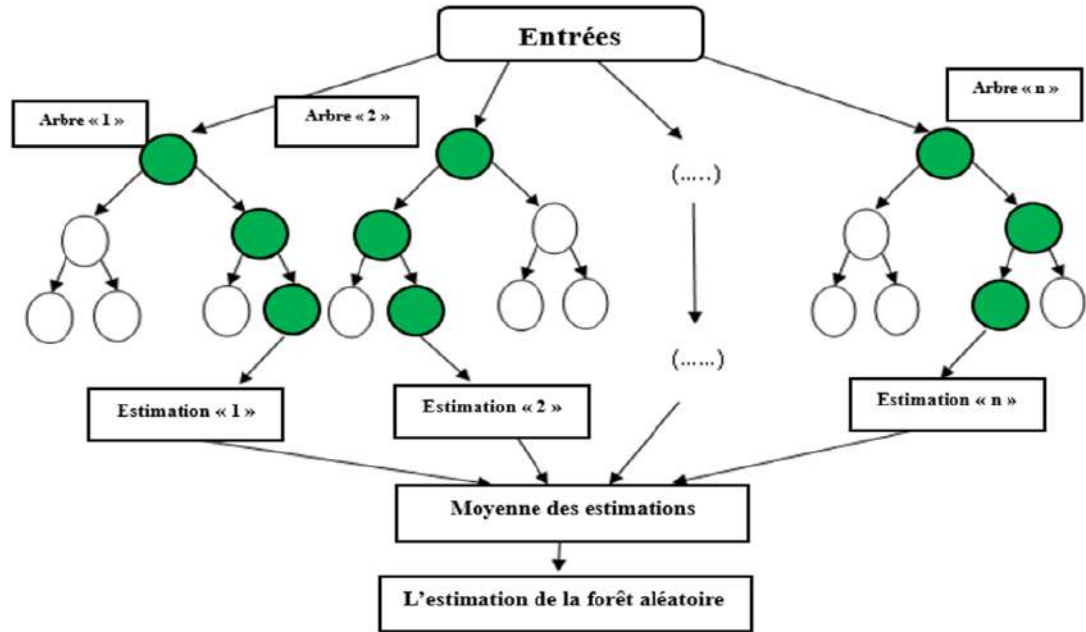 Entrées
Arbre « 1 »
Arbre « 2 »
Arbre « n »
(.....)
(......)
Estimation « 1 »
Estimation « 2 »
Estimation « n »
Moyenne des estimations
L'estimation de la forêt aléatoire